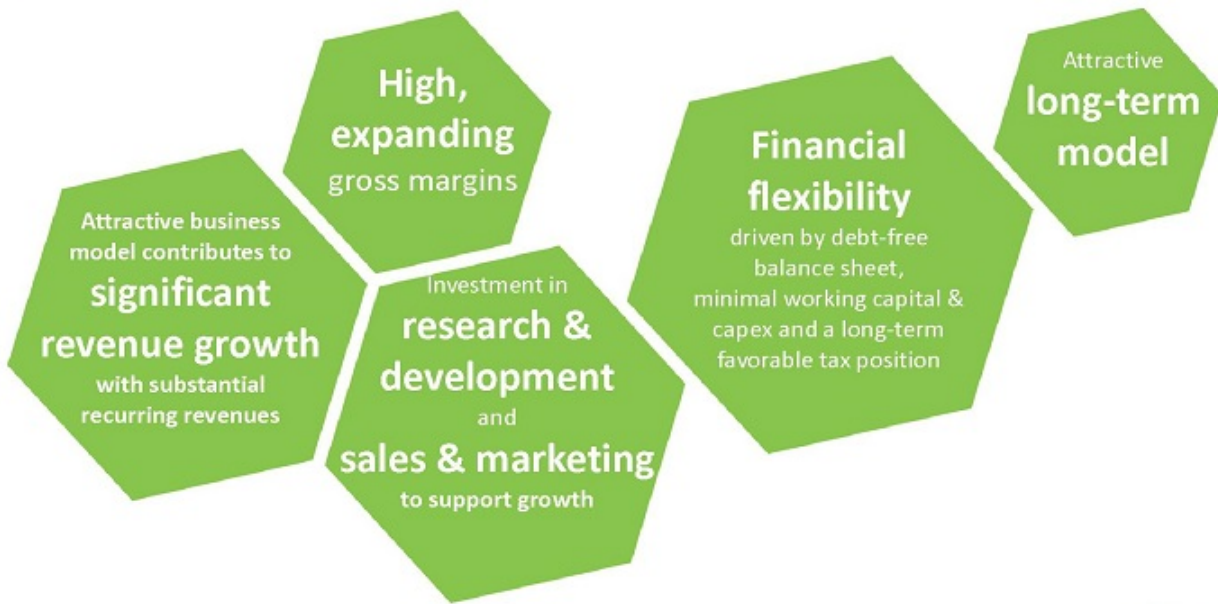 Attractive business
model contributes to
significant
revenue growth
with substantial
recurring revenues
High,
expanding
gross margins
Investment in
research &
development
and
sales & marketing
to support growth
Financial
flexibility
driven by debt-free
balance sheet,
minimal working capital &
capex and a long-term
favorable tax position
Attractive
long-term
model